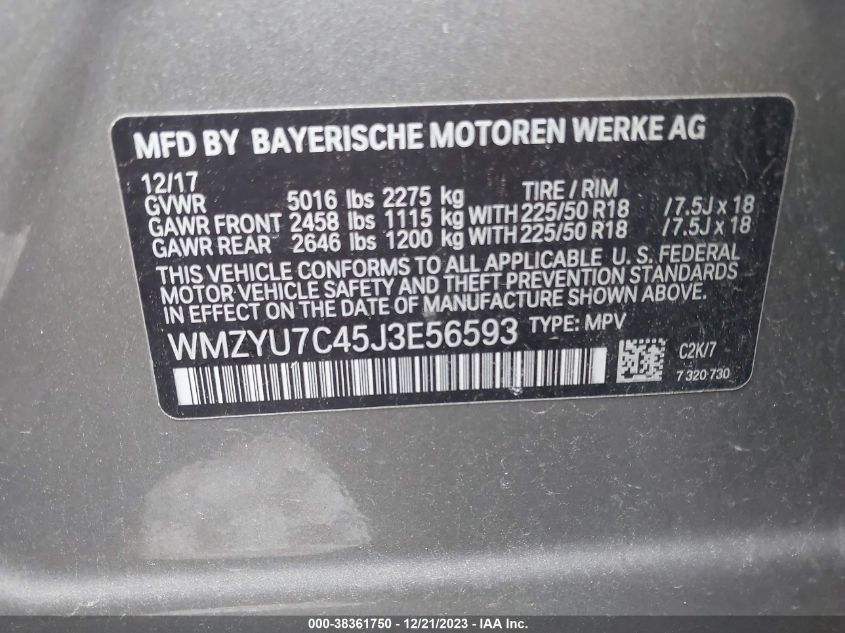 MFD BY BAYERISCHE MOTOREN WERKE AG
12/17
GVWR 5016 lbs 2275 kg TIRE / RIM
GAWR FRONT 2458 lbs 1115 kg WITH 225/50 R18 /7.5J x 18
GAWR REAR 2646 lbs 1200 kg WITH 225/50 R18 /7.5J x 18
THIS VEHICLE CONFORMS TO ALL APPLICABLE U. S. FEDERAL
MOTOR VEHICLE SAFETY AND THEFT PREVENTION STANDARDS
IN EFFECT ON THE DATE OF MANUFACTURE SHOWN ABOVE.
WMZYU7C45J3E56593 TYPE: MPV
C2K/7
7 320 730
000-38361750 - 12/21/2023 - IAA Inc.